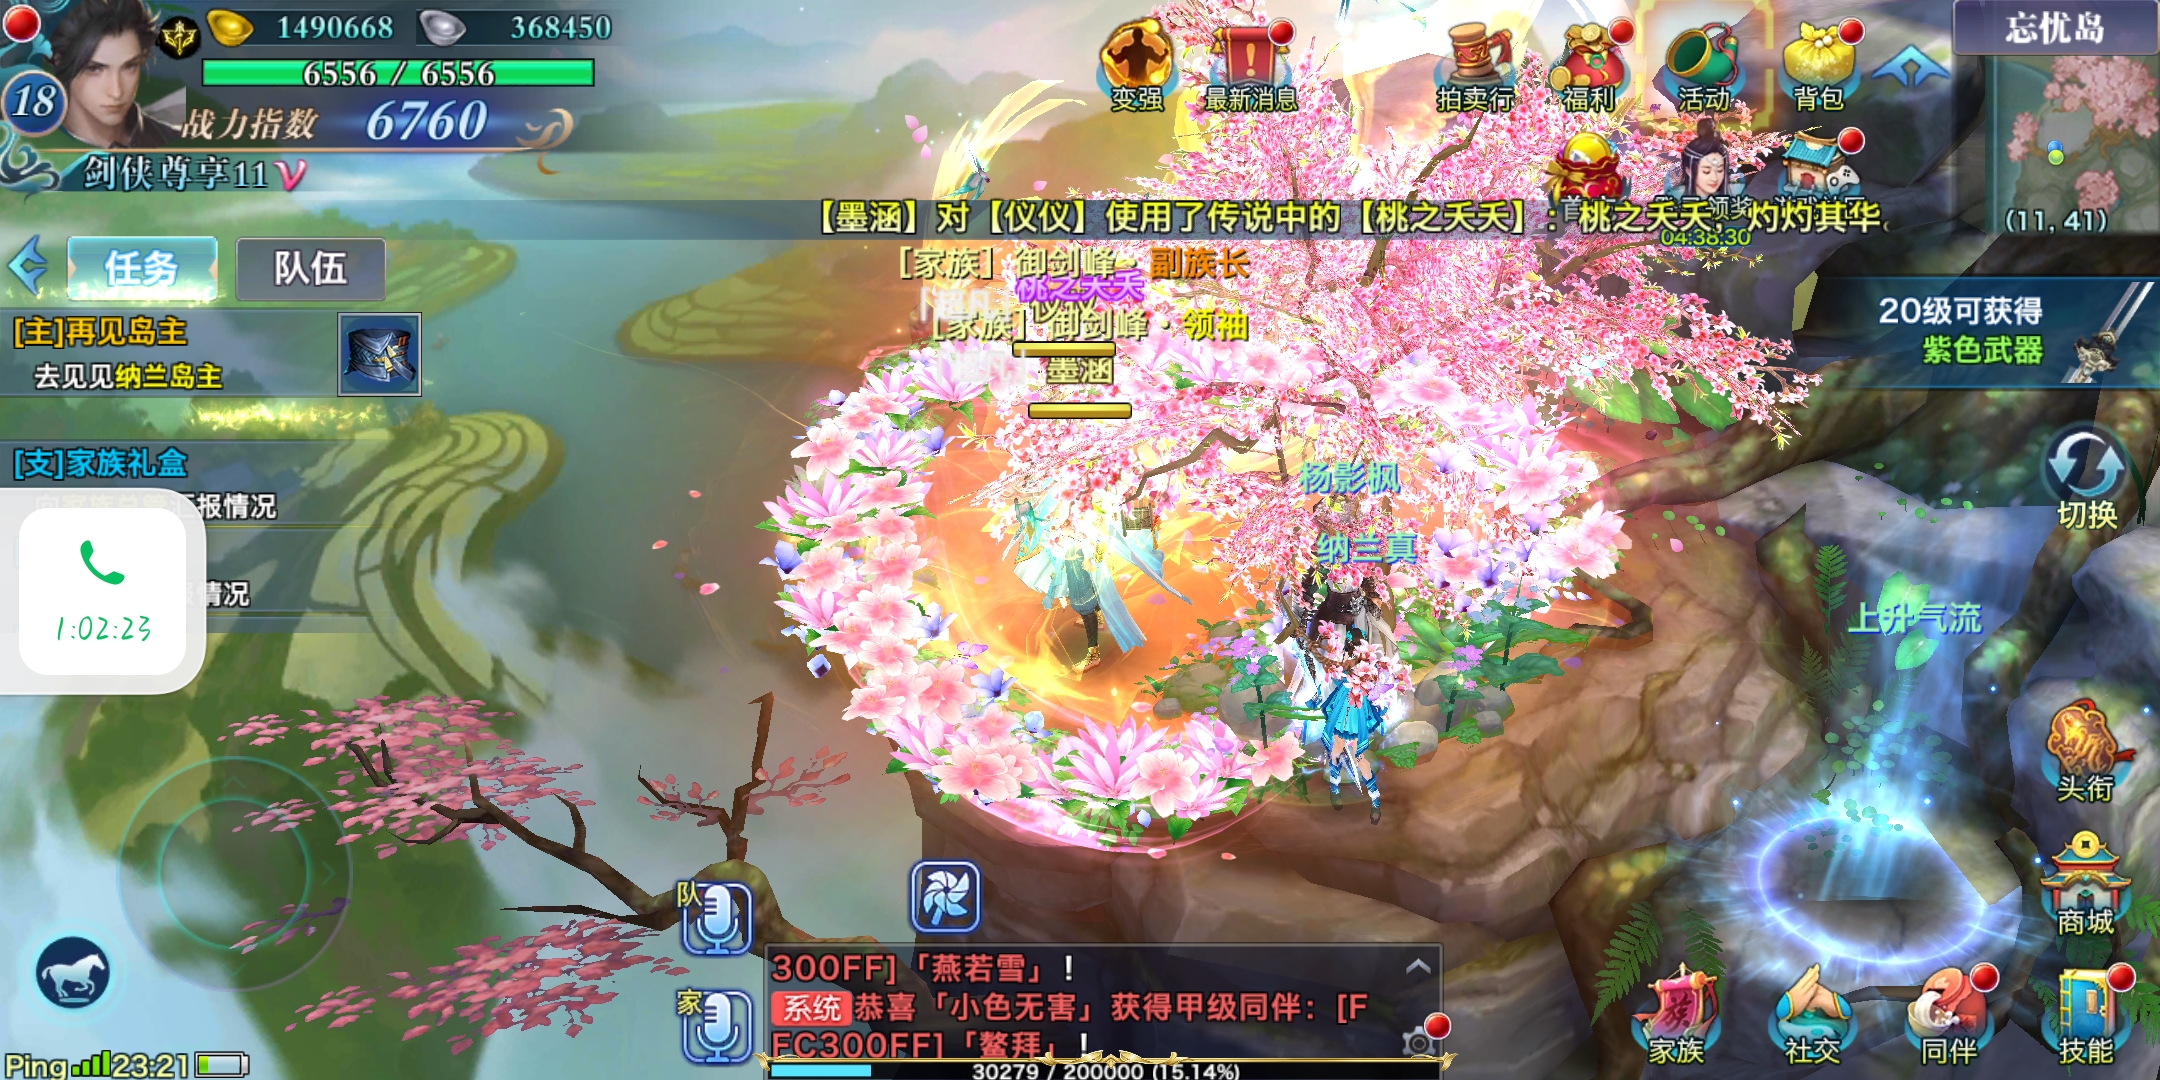 1490668
368450
6556 / 6556
18
战力指数 6760
剑侠尊享11
变强
最新消息
拍卖行
福利
活动
背包
忘忧岛
(11, 41)
【墨涵】对【仪仪】使用了传说中的【桃之夭夭】：桃之夭夭，灼灼其华。
04:38:30
任务
队伍
[主]再见岛主
去见见纳兰岛主
[支]家族礼盒
汇报情况
情况
1:02:23
[家族] 御剑峰·副族长
桃之夭夭
[家族] 御剑峰·领袖
墨涵
杨影枫
纳兰真
20级可获得
紫色武器
切换
上升气流
头衔
商城
队
家
300FF]「燕若雪」！
系统 恭喜「小色无害」获得甲级同伴：[F
FC300FF]「鳌拜」！
30279 / 200000 (15.14%)
家族
社交
同伴
技能
Ping 23:21